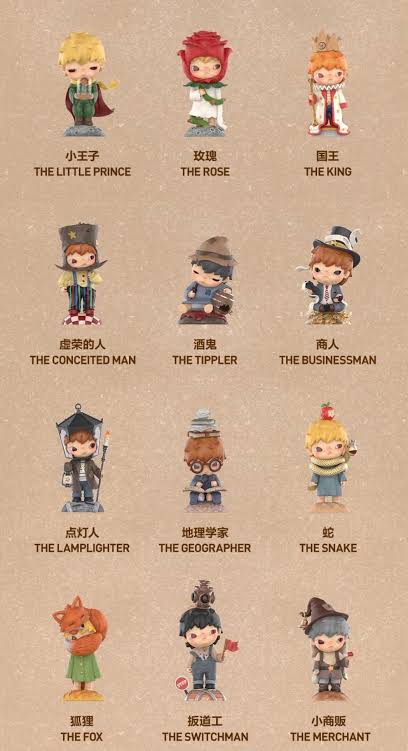 小王子 玫瑰 国王
THE LITTLE PRINCE THE ROSE THE KING
虚荣的人 酒鬼 商人
THE CONCEITED MAN THE TIPPLER THE BUSINESSMAN
点灯人 地理学家 蛇
THE LAMPLIGHTER THE GEOGRAPHER THE SNAKE
狐狸 扳道工 小商贩
THE FOX THE SWITCHMAN THE MERCHANT